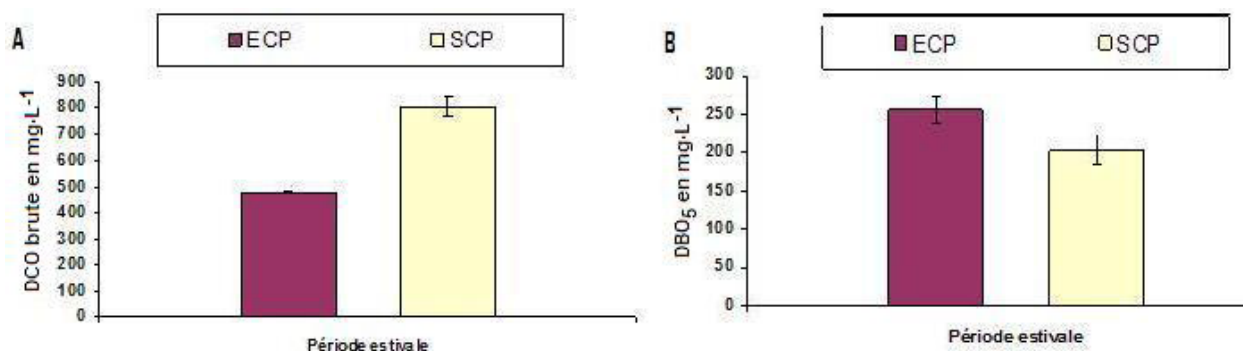 A
ECP SCP
DCO brute en mg·L-1
900
800
700
600
500
400
300
200
100
0
Période estivale
B
ECP SCP
DBO5 en mg·L-1
300
250
200
150
100
50
0
Période estivale